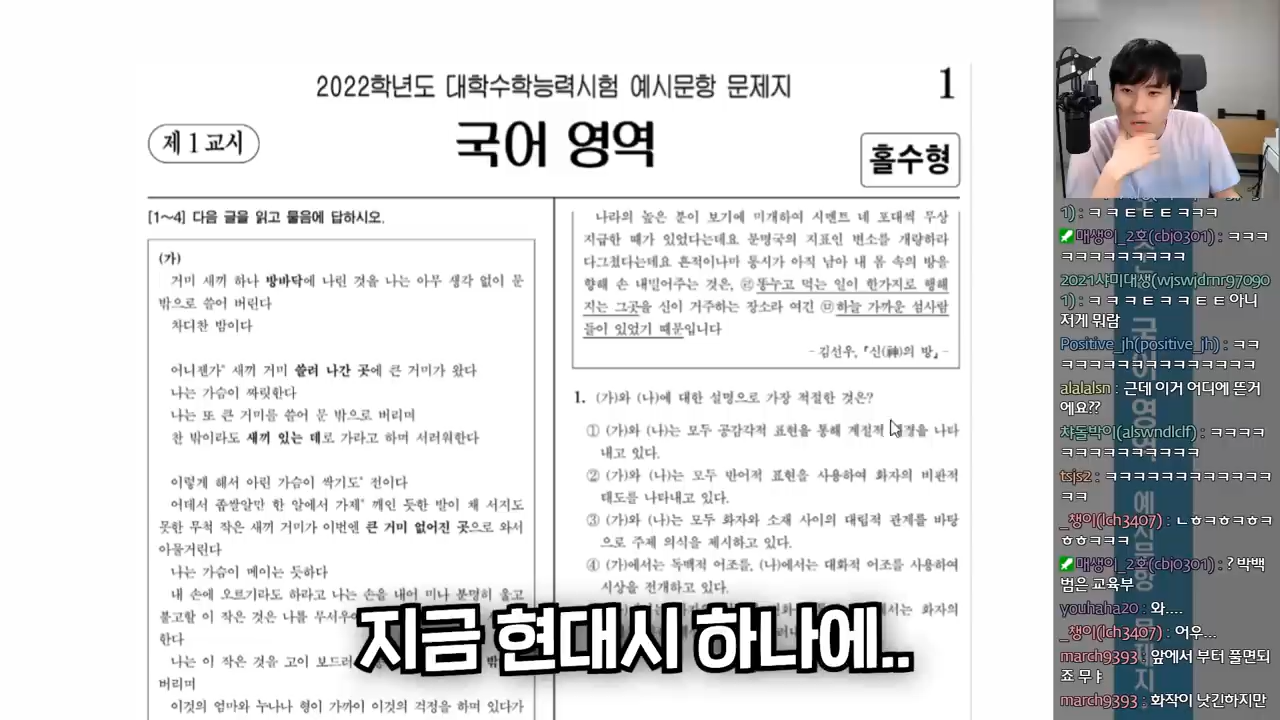 2022학년도 대학수학능력시험 예시문항 문제지
1
제 1 교시
국어 영역
홀수형
[1～4] 다음 글을 읽고 물음에 답하시오.
(가)
거미 새끼 하나 방바닥에 나린 것을 나는 아무 생각 없이 문
밖으로 쓸어 버린다
차디찬 밤이다
어니젠가* 새끼 거미 쓸려 나간 곳에 큰 거미가 왔다
나는 가슴이 짜릿한다
나는 또 큰 거미를 쓸어 문 밖으로 버리며
찬 밖이라도 새끼 있는 데로 가라고 하며 서러워한다
이렇게 해서 아린 가슴이 싹기도* 전이다
어데서 좁쌀알만 한 알에서 가제* 깨인 듯한 발이 채 서지도
못한 무척 작은 새끼 거미가 이번엔 큰 거미 없어진 곳으로 와서
아물거린다
나는 가슴이 메이는 듯하다
내 손에 오르기라도 하라고 나는 손을 내어 미나 분명히 울고
불고할 이 작은 것은 나를 무서우
한다
나는 이 작은 것을 고이 보드러
버리며
이것의 엄마와 누나나 형이 가까이 이것의 걱정을 하며 있다가
나라의 높은 분이 보기에 미개하여 시멘트 네 포대씩 무상
지급한 때가 있었다는데요 문명국의 지표인 변소를 개량하라
다그쳤다는데요 흔적이나마 통시가 아직 남아 내 몸 속의 방을
향해 손 내밀어주는 것은, ㉣똥누고 먹는 일이 한가지로 행해
지는 그곳을 신이 거주하는 장소라 여긴 ㉤하늘 가까운 섬사람
들이 있었기 때문입니다
- 김선우, 「신(神)의 방」 -
1. (가)와 (나)에 대한 설명으로 가장 적절한 것은?
① (가)와 (나)는 모두 공감각적 표현을 통해 계절적 정을 나타
내고 있다.
② (가)와 (나)는 모두 반어적 표현을 사용하여 화자의 비판적
태도를 나타내고 있다.
③ (가)와 (나)는 모두 화자와 소재 사이의 대립적 관계를 바탕
으로 주제 의식을 제시하고 있다.
④ (가)에서는 독백적 어조를, (나)에서는 대화적 어조를 사용하여
시상을 전개하고 있다.
서는 화자의
지금 현대시 하나에..
1) : ㅋㅋㅌㅌㅌㅋㅋㅋ
매생이_2호(cbj0301) : ㅋㅋㅋ
ㅋㅋㅋㅋㅋㅋㅋㅋㅋ
2021샤미대생(wjswjdmr97090
1) : ㅋㅋㅋㅌㅋㅋㅌㅌ아니
저게 뭐람
Positive_jh(positive_jh) : ㅋㅋ
ㅋㅋㅋㅋㅋㅋㅋㅋㅋㅋㅋㅋㅋ
alalalsn : 근데 이거 어디에 뜬거
에요??
챠돌박이(alswndlclf) : ㅋㅋㅋㅋ
ㅋㅋㅋㅋㅋㅋㅋㅋㅋㅋ
tsjs2 : ㅋㅋㅋㅋㅋㅋㅋㅋㅋㅋㅋㅋ
ㅋㅋ
_챙이(lch3407) : ㄴㅎㅋㅎㅋㅎ
ㅎㅎㅋㅋㅋ
매생이_2호(cbj0301) : ? 박백
범은 교육부
youhaha20 : 와....
_챙이(lch3407) : 어우...
march9393 : 앞에서 부터 풀면되
죠 무ㅑ
march9393 : 화작이 낫긴하지만
국어 영역
예시문항 문제지